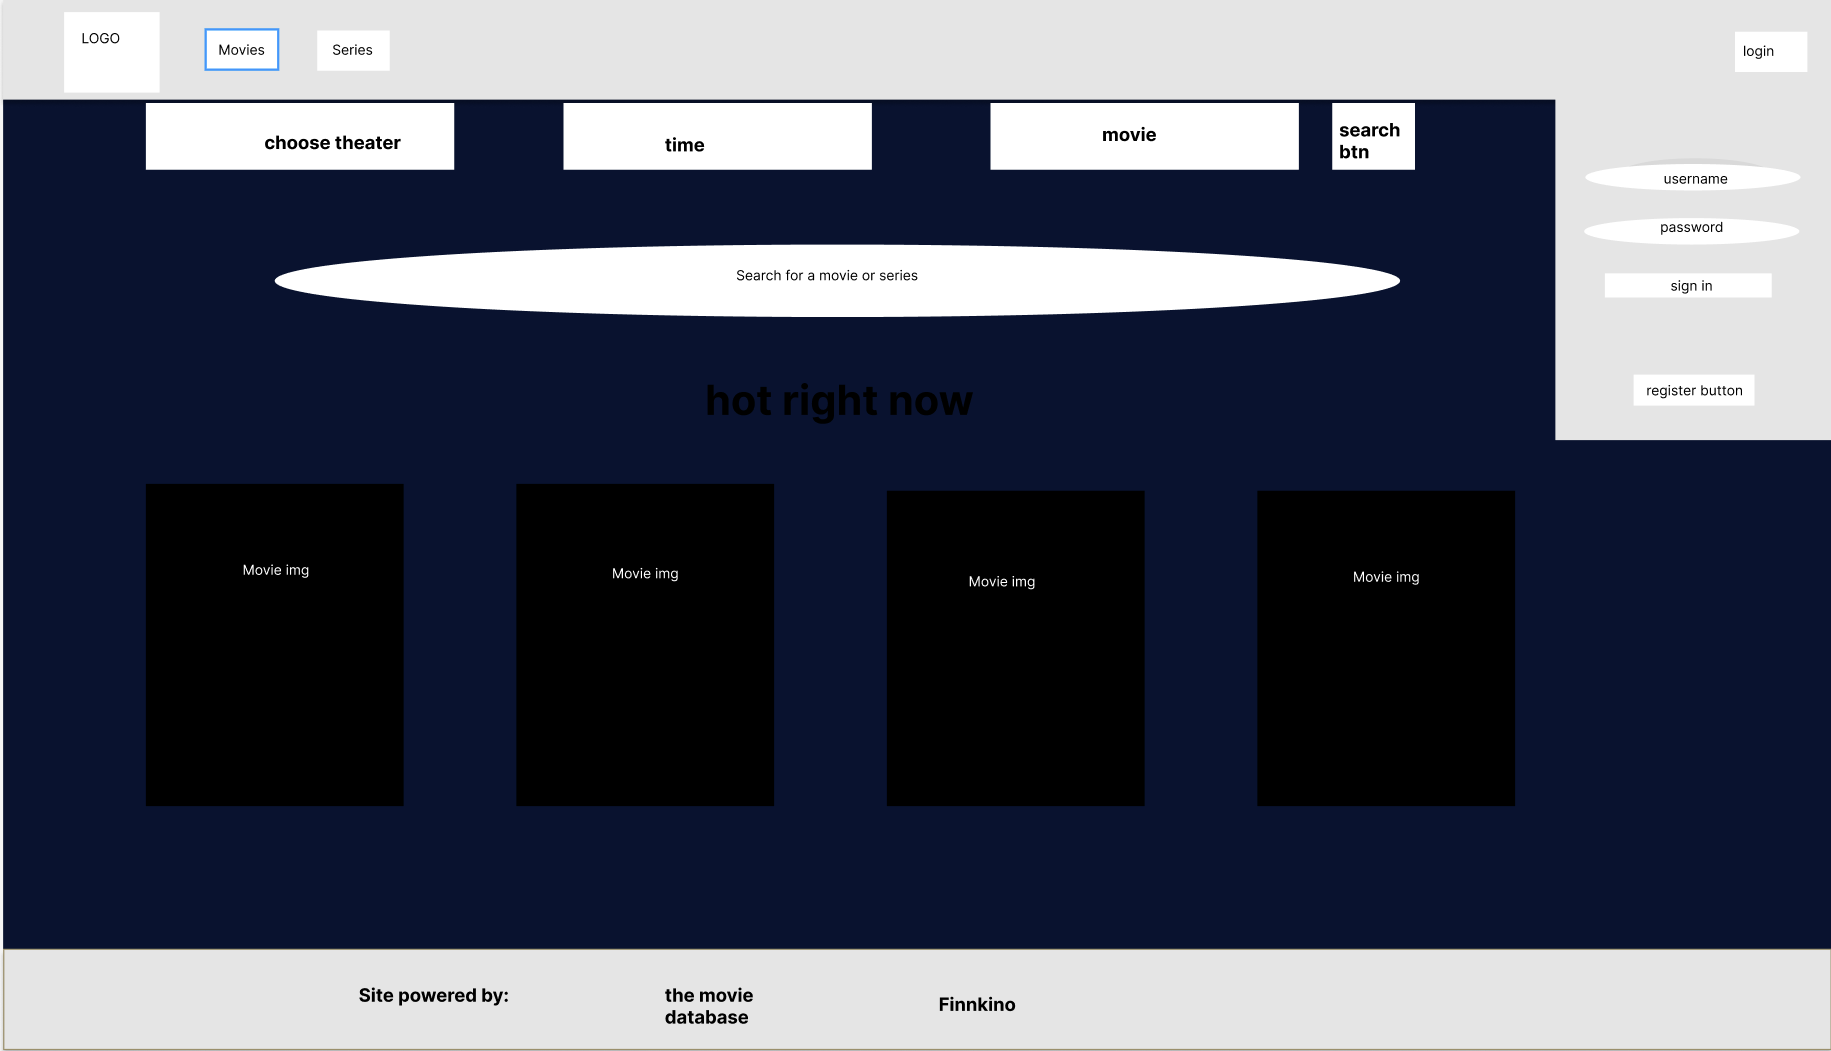 LOGO
Movies
Series
login
choose theater
time
movie
search
btn
username
password
sign in
register button
Search for a movie or series
hot right now
Movie img
Movie img
Movie img
Movie img
Site powered by:
the movie
database
Finnkino